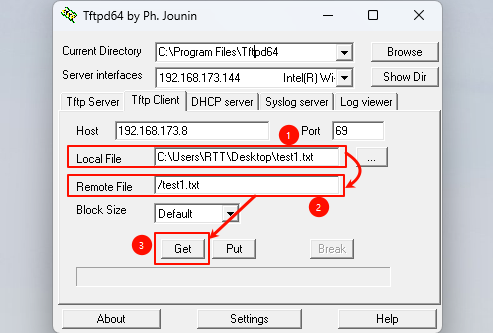 Tftpd64 by Ph. Jounin
Current Directory C:\Program Files\Tftpd64 Browse
Server interfaces 192.168.173.144 Intel(R) Wi- Show Dir
Tftp Server Tftp Client DHCP server Syslog server Log viewer
Host 192.168.173.8 Port 69
1
Local File C:\Users\RTT\Desktop\test1.txt ...
Remote File /test1.txt
2
Block Size Default
3 Get Put Break
About Settings Help